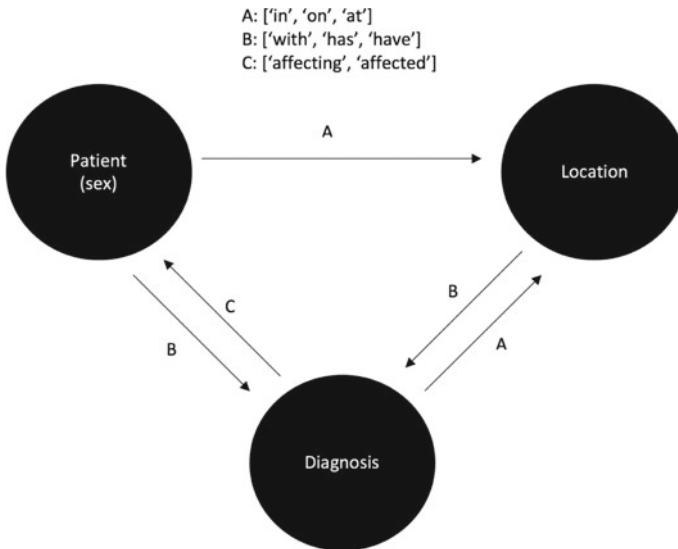 A: [‘in’, ‘on’, ‘at’]
B: [‘with’, ‘has’, ‘have’]
C: [‘affecting’, ‘affected’]
A
Patient
(sex)
Location
B
C
B
A
Diagnosis